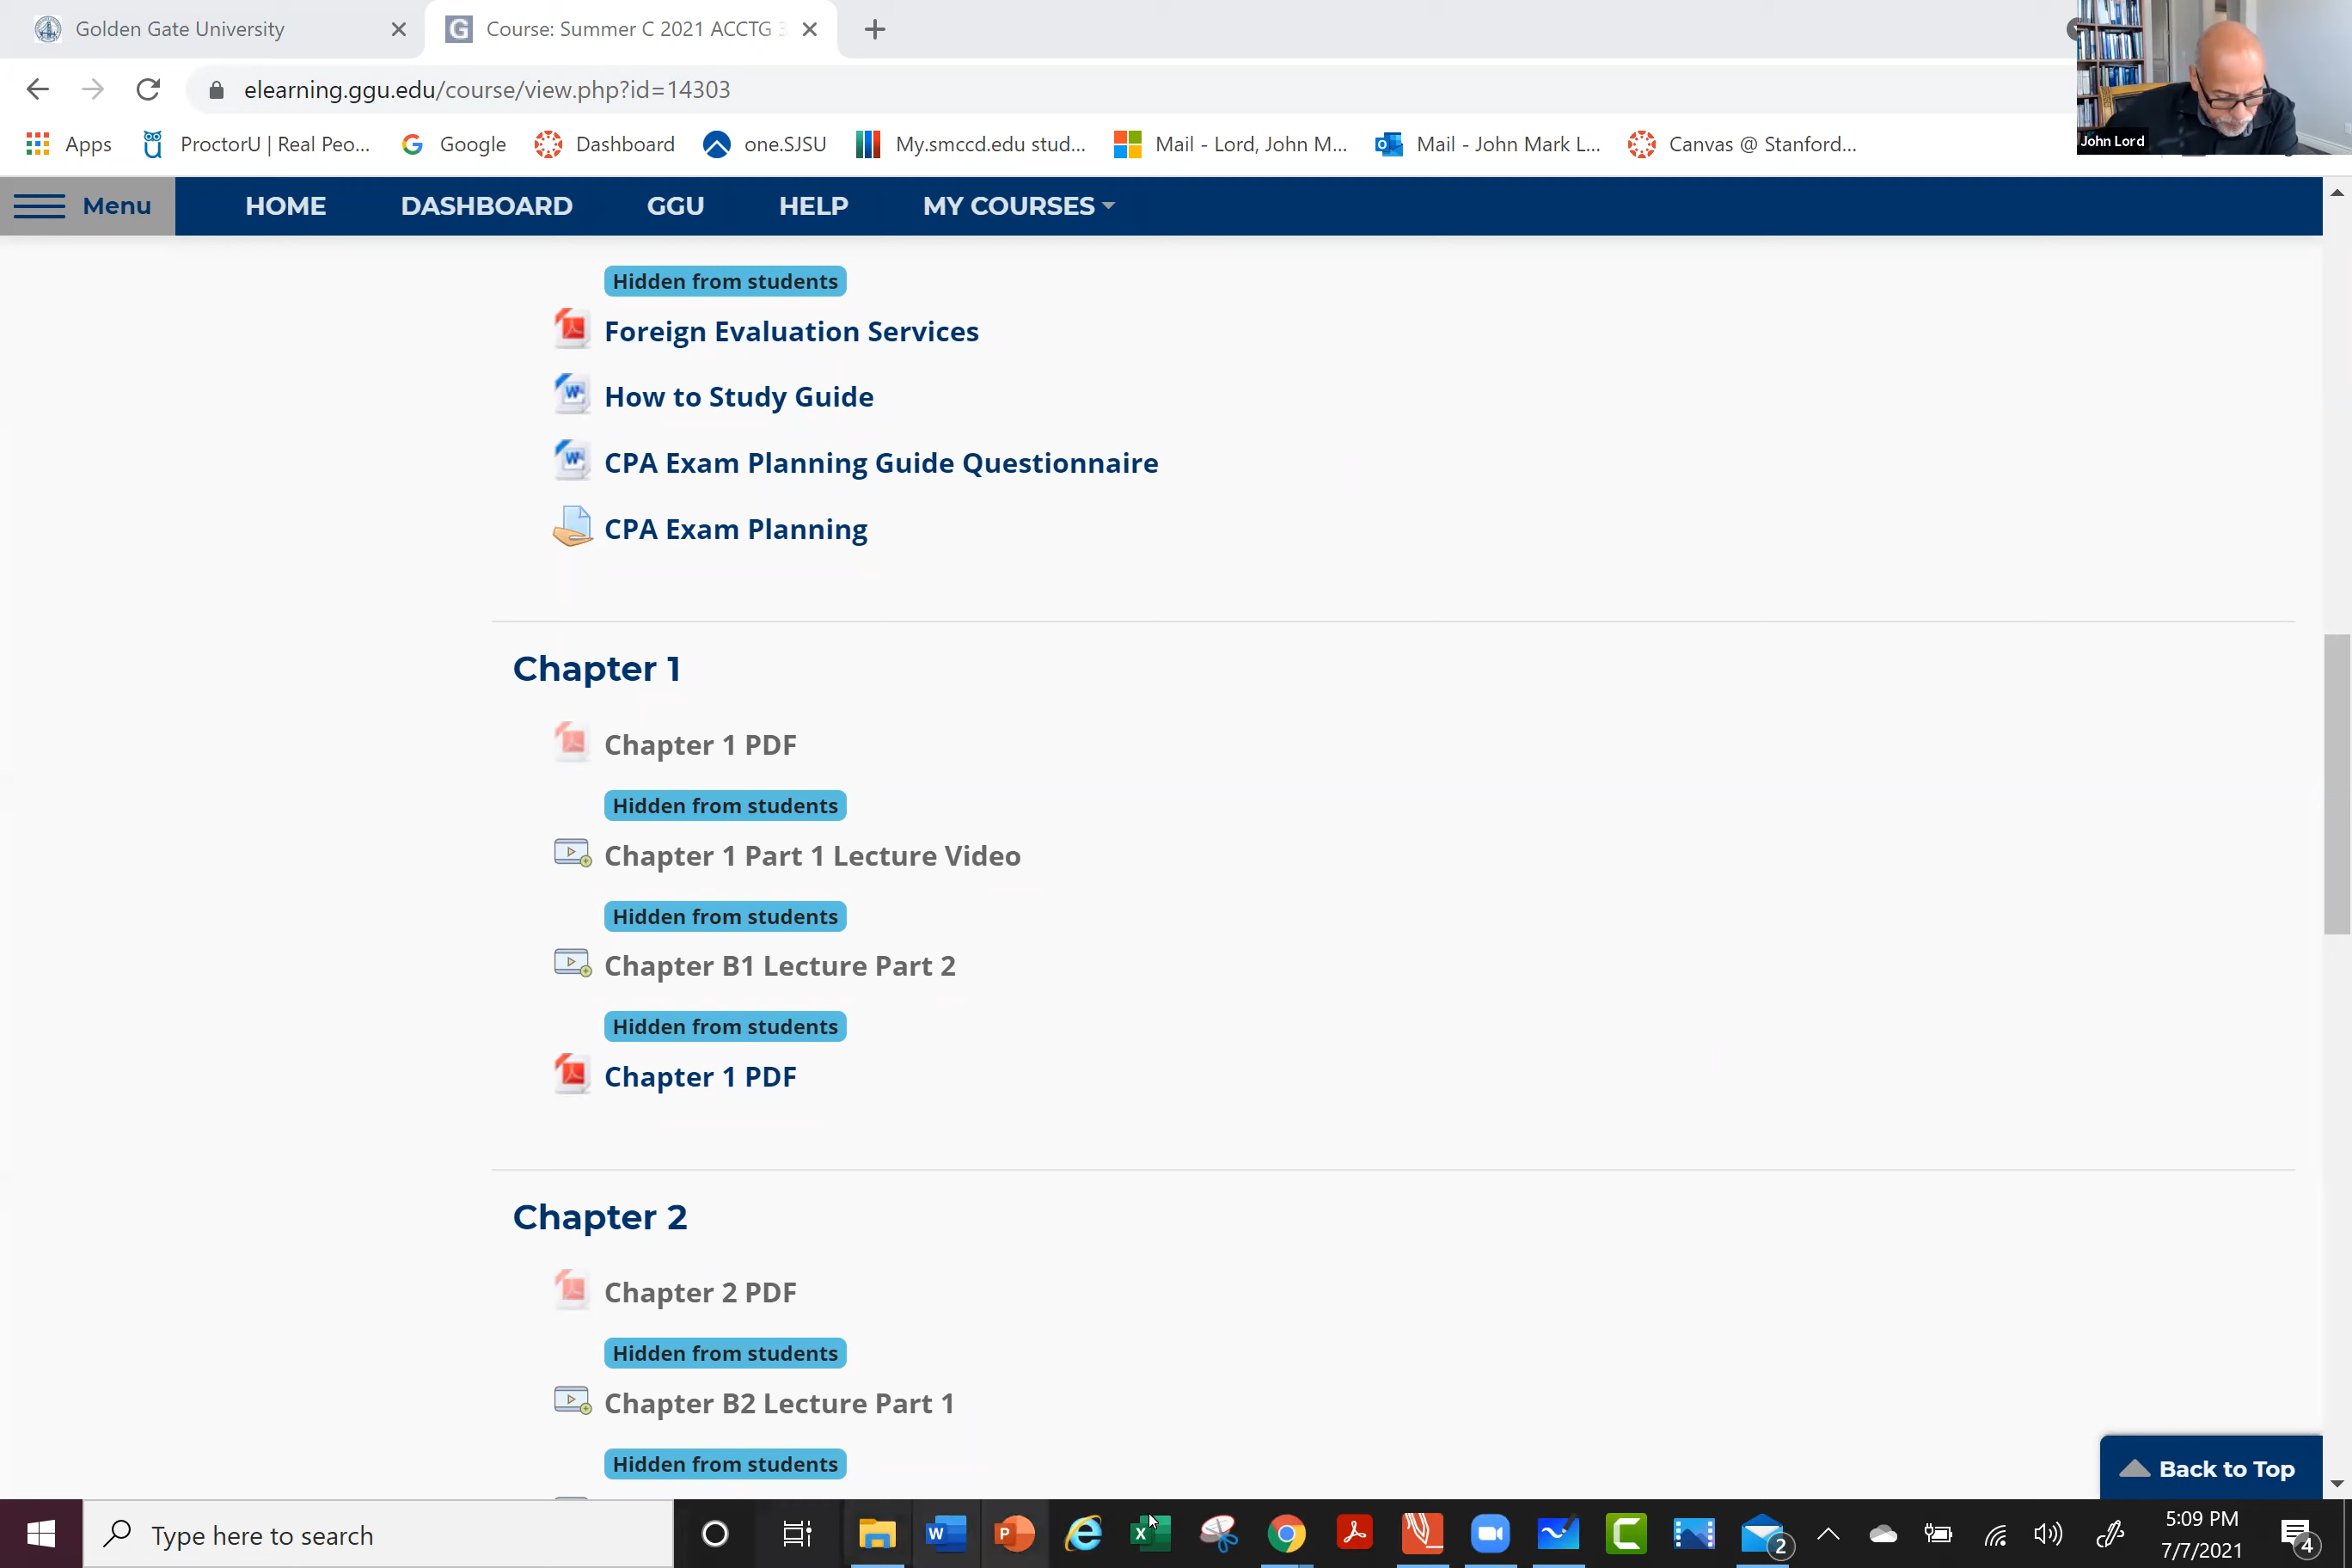 Golden Gate University
Course: Summer C 2021 ACCTG 3
elearning.ggu.edu/course/view.php?id=14303
Apps
ProctorU | Real Peo...
Google
Dashboard
one.SJSU
My.smccd.edu stud...
Mail - Lord, John M...
Mail - John Mark L...
Canvas @ Stanford...
John Lord
Menu
HOME
DASHBOARD
GGU
HELP
MY COURSES
Hidden from students
Foreign Evaluation Services
How to Study Guide
CPA Exam Planning Guide Questionnaire
CPA Exam Planning
Chapter 1
Chapter 1 PDF
Hidden from students
Chapter 1 Part 1 Lecture Video
Hidden from students
Chapter B1 Lecture Part 2
Hidden from students
Chapter 1 PDF
Chapter 2
Chapter 2 PDF
Hidden from students
Chapter B2 Lecture Part 1
Hidden from students
Back to Top
Type here to search
2
5:09 PM
7/7/2021
4